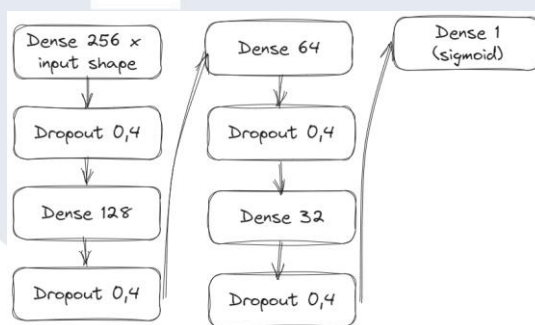 Dense 256 x
input shape
Dropout 0,4
Dense 128
Dropout 0,4
Dense 64
Dropout 0,4
Dense 32
Dropout 0,4
Dense 1
(sigmoid)